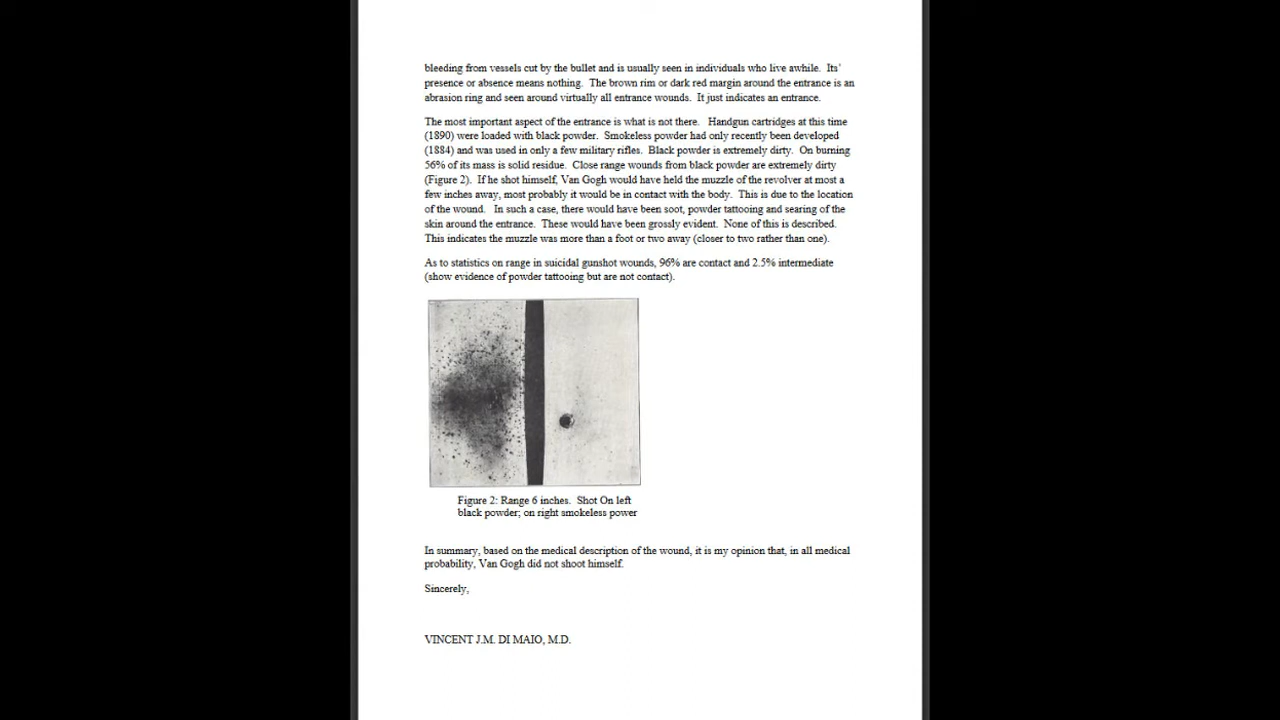 bleeding from vessels cut by the bullet and is usually seen in individuals who live awhile. Its'
presence or absence means nothing. The brown rim or dark red margin around the entrance is an
abrasion ring and seen around virtually all entrance wounds. It just indicates an entrance.
The most important aspect of the entrance is what is not there. Handgun cartridges at this time
(1890) were loaded with black powder. Smokeless powder had only recently been developed
(1884) and was used in only a few military rifles. Black powder is extremely dirty. On burning
56% of its mass is solid residue. Close range wounds from black powder are extremely dirty
(Figure 2). If he shot himself, Van Gogh would have held the muzzle of the revolver at most a
few inches away, most probably it would be in contact with the body. This is due to the location
of the wound. In such a case, there would have been soot, powder tattooing and searing of the
skin around the entrance. These would have been grossly evident. None of this is described.
This indicates the muzzle was more than a foot or two away (closer to two rather than one).
As to statistics on range in suicidal gunshot wounds, 96% are contact and 2.5% intermediate
(show evidence of powder tattooing but are not contact).
Figure 2: Range 6 inches. Shot On left
black powder; on right smokeless power
In summary, based on the medical description of the wound, it is my opinion that, in all medical
probability, Van Gogh did not shoot himself.
Sincerely,
VINCENT J.M. DI MAIO, M.D.